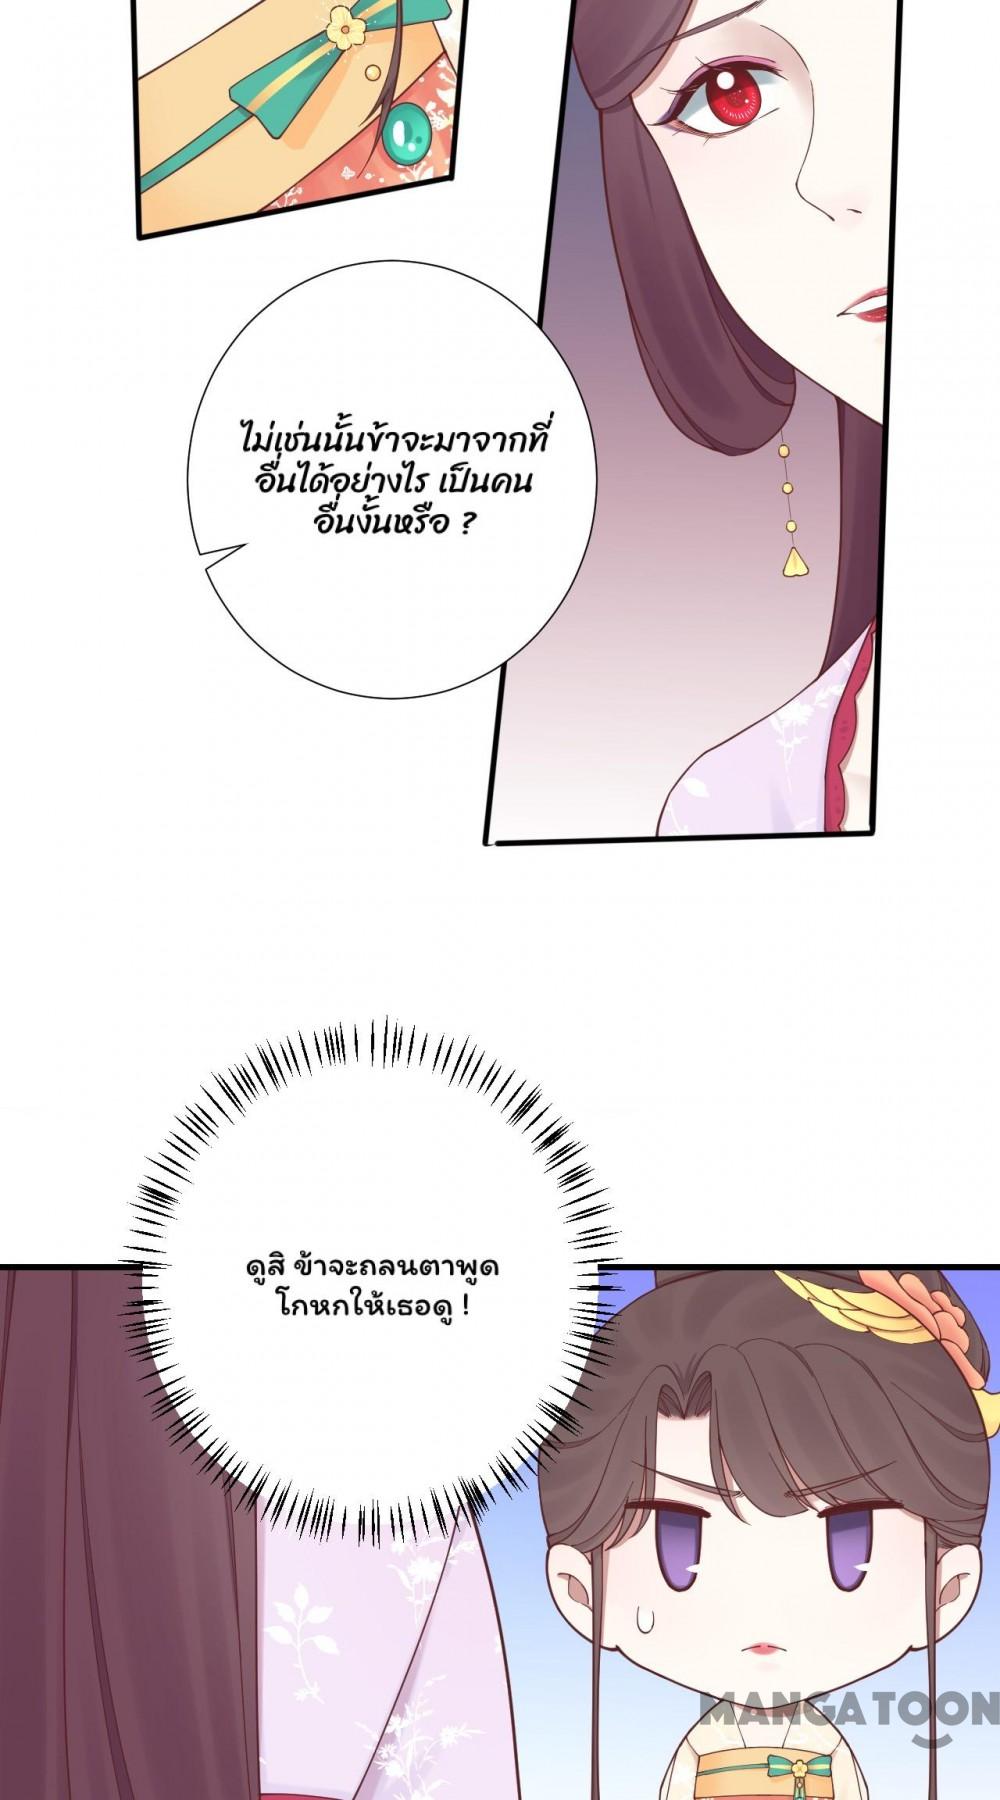 ไม่เช่นนั้นข้าจะมาจากที่
อื่นได้อย่างไร เป็นคน
อื่นงั้นหรือ ?
ดูสิ ข้าจะถลนตาพูด
โกหกให้เธอดู !
MANGATOON